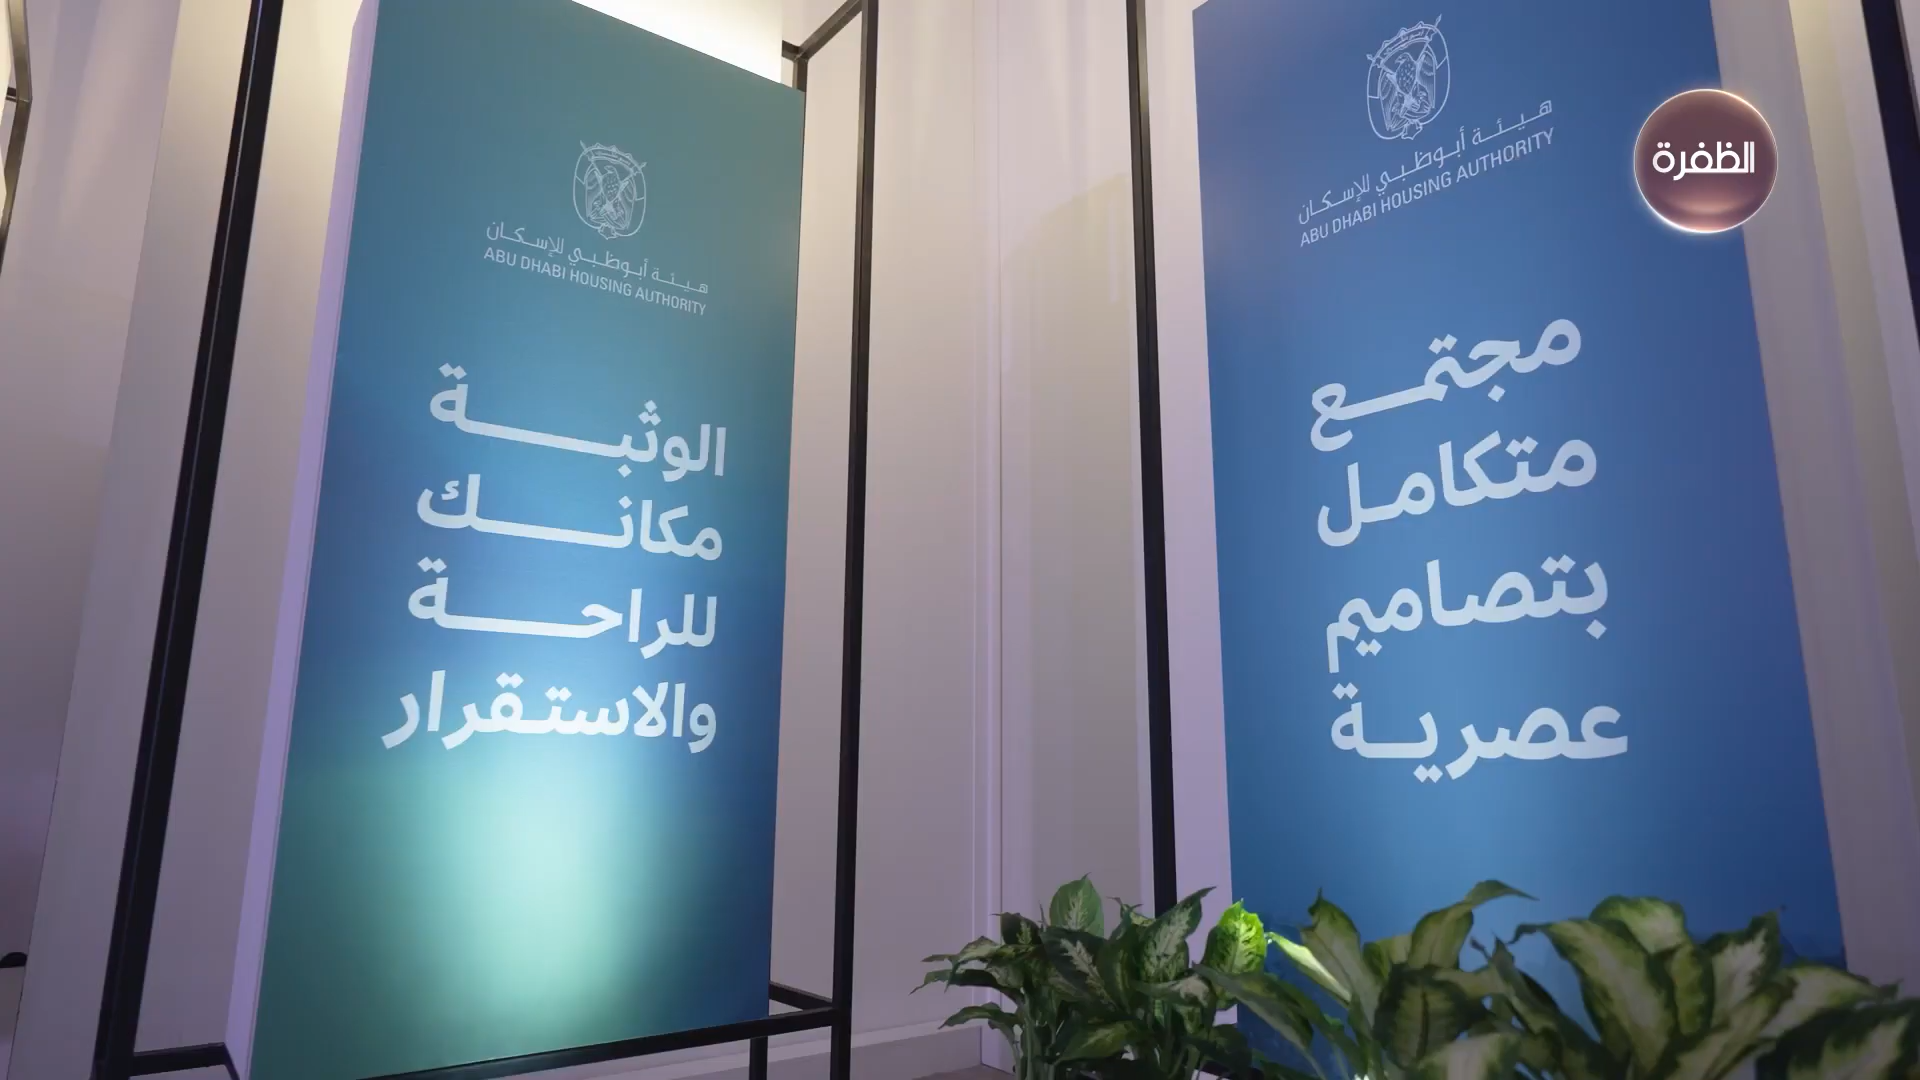 هيئة أبوظبي للإسكان
ABU DHABI HOUSING AUTHORITY
مجتمع
متكامل
بتصاميم
عصرية
هيئة أبوظبي للإسكان
ABU DHABI HOUSING AUTHORITY
الوثبة
مكانك
للراحة
والاستقرار
الظفرة